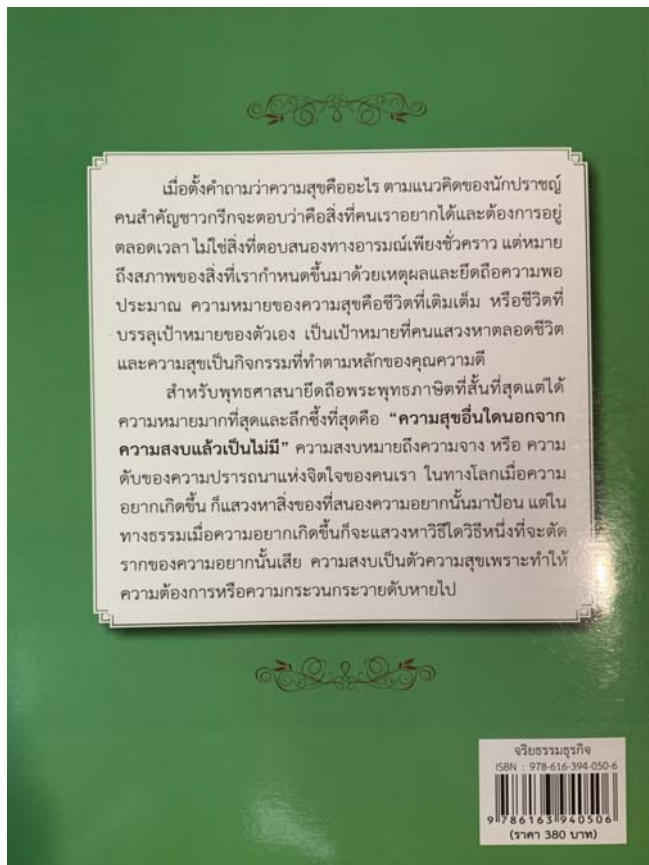 เมื่อตั้งคำถามว่าความสุขคืออะไร ตามแนวคิดของนักปราชญ์
คนสำคัญชาวกรีกจะตอบว่าคือสิ่งที่คนเราอยากได้และต้องการอยู่
ตลอดเวลา ไม่ใช่สิ่งที่ตอบสนองทางอารมณ์เพียงชั่วคราว แต่หมาย
ถึงสภาพของสิ่งที่เรากำหนดขึ้นมาด้วยเหตุผลและยึดถือความพอ
ประมาณ ความหมายของความสุขคือชีวิตที่เติมเต็ม หรือชีวิตที่
บรรลุเป้าหมายของตัวเอง เป็นเป้าหมายที่คนแสวงหาตลอดชีวิต
และความสุขเป็นกิจกรรมที่ทำตามหลักของคุณความดี
สำหรับพุทธศาสนายึดถือพระพุทธภาษิตที่สั้นที่สุดแต่ได้
ความหมายมากที่สุดและลึกซึ้งที่สุดคือ “ความสุขอื่นใดนอกจาก
ความสงบแล้วเป็นไม่มี” ความสงบหมายถึงความจาง หรือ ความ
ดับของความปรารถนาแห่งจิตใจของคนเรา ในทางโลกเมื่อความ
อยากเกิดขึ้น ก็แสวงหาสิ่งของที่สนองความอยากนั้นมาป้อน แต่ใน
ทางธรรมเมื่อความอยากเกิดขึ้นก็จะแสวงหาวิธีใดวิธีหนึ่งที่จะตัด
รากของความอยากนั้นเสีย ความสงบเป็นตัวความสุขเพราะทำให้
ความต้องการหรือความกระวนกระวายดับหายไป
จริยธรรมธุรกิจ
ISBN : 978-616-394-050-6
9 786163 940506
(ราคา 380 บาท)